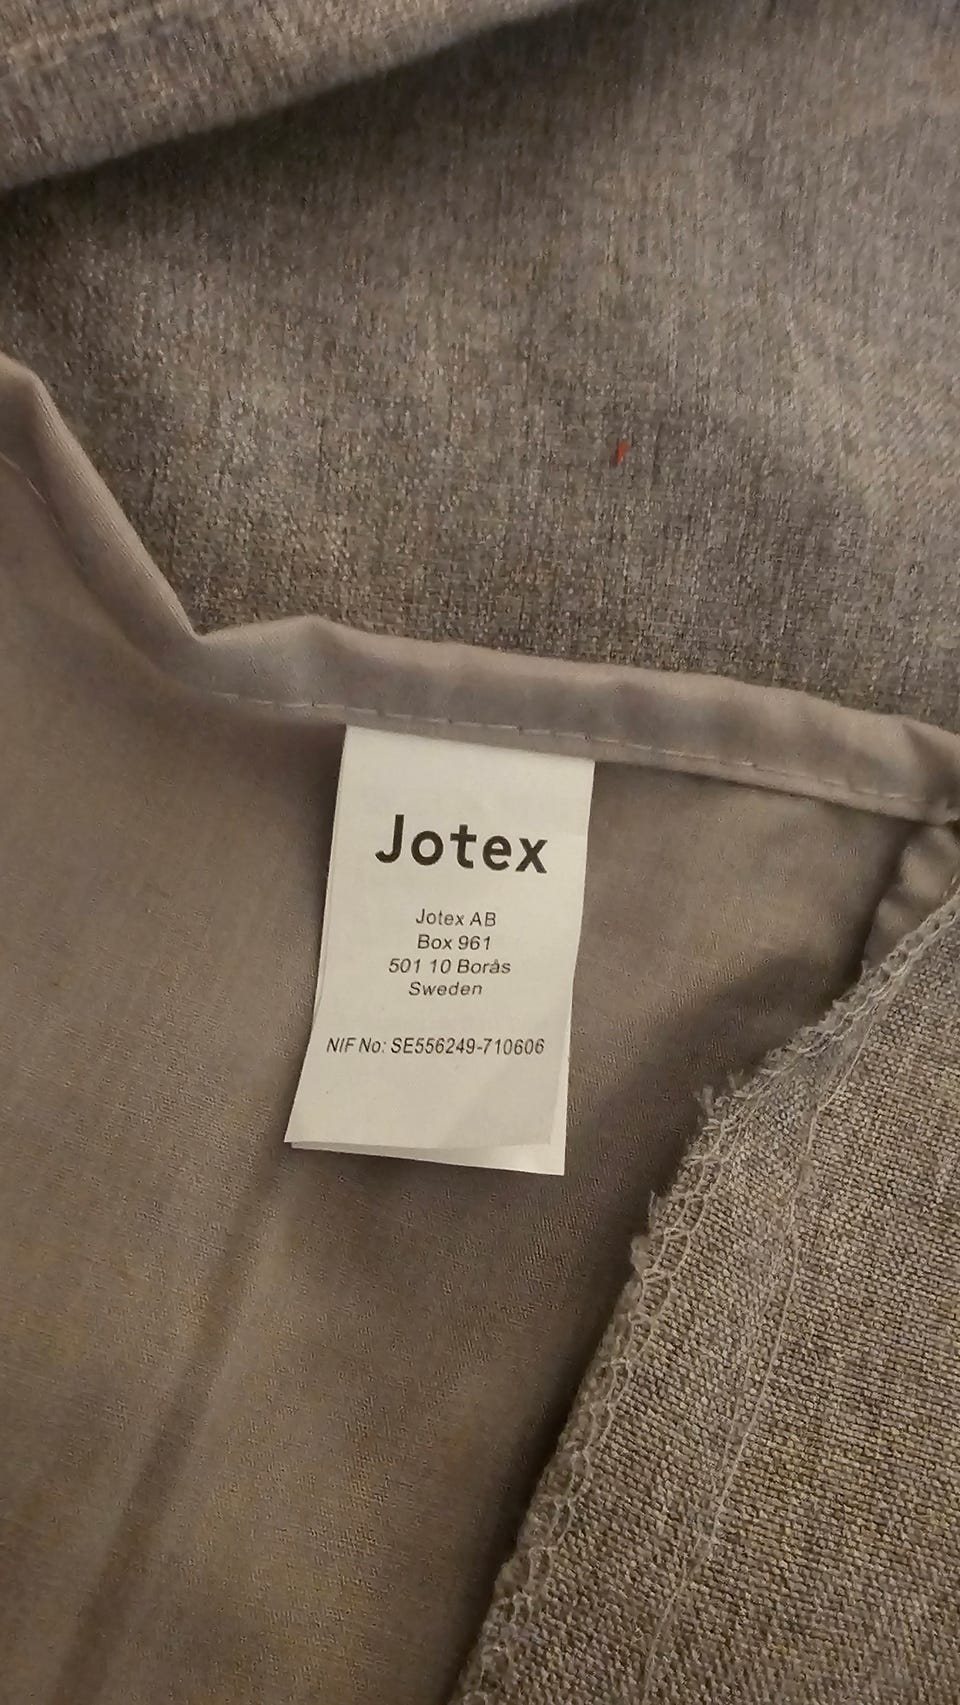 Jotex
Jotex AB
Box 961
501 10 Borås
Sweden
NIF No: SE556249-710606